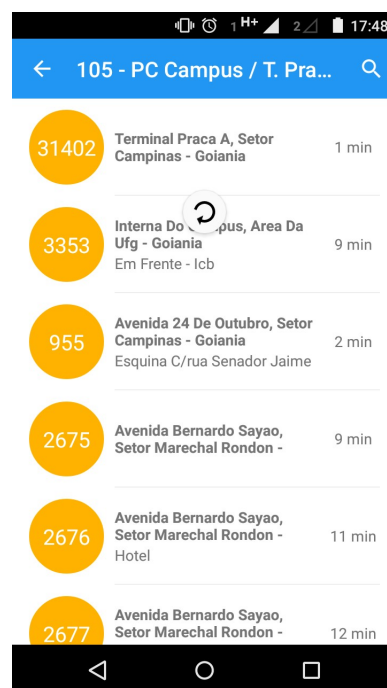 1 H+ 2 17:48
105 - PC Campus / T. Pra...
31402
Terminal Praca A, Setor
Campinas - Goiania
1 min
3353
Interna Do Campus, Area Da
Ufg - Goiania
Em Frente - Icb
9 min
955
Avenida 24 De Outubro, Setor
Campinas - Goiania
Esquina C/rua Senador Jaime
2 min
2675
Avenida Bernardo Sayao,
Setor Marechal Rondon -
9 min
2676
Avenida Bernardo Sayao,
Setor Marechal Rondon -
Hotel
11 min
2677
Avenida Bernardo Sayao,
Setor Marechal Rondon -
12 min